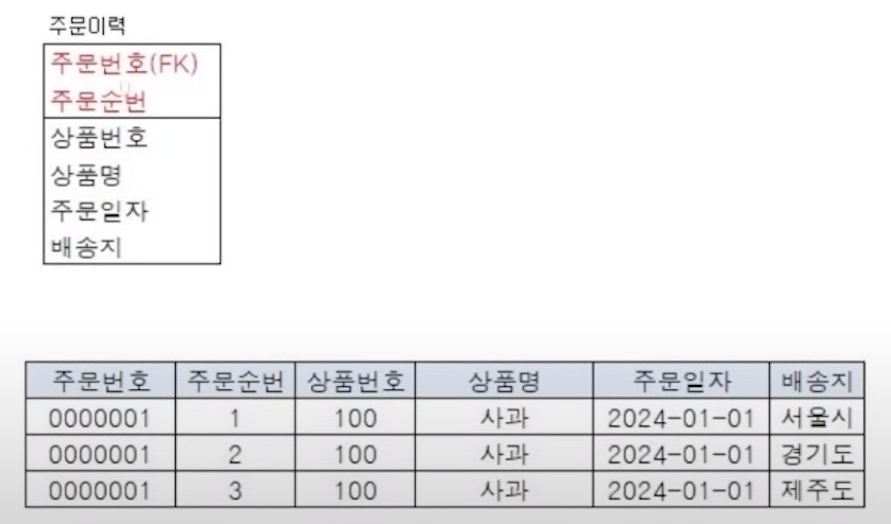 주문이력
주문번호(FK)
주문순번
상품번호
상품명
주문일자
배송지
주문번호 주문순번 상품번호 상품명 주문일자 배송지
0000001 1 100 사과 2024-01-01 서울시
0000001 2 100 사과 2024-01-01 경기도
0000001 3 100 사과 2024-01-01 제주도